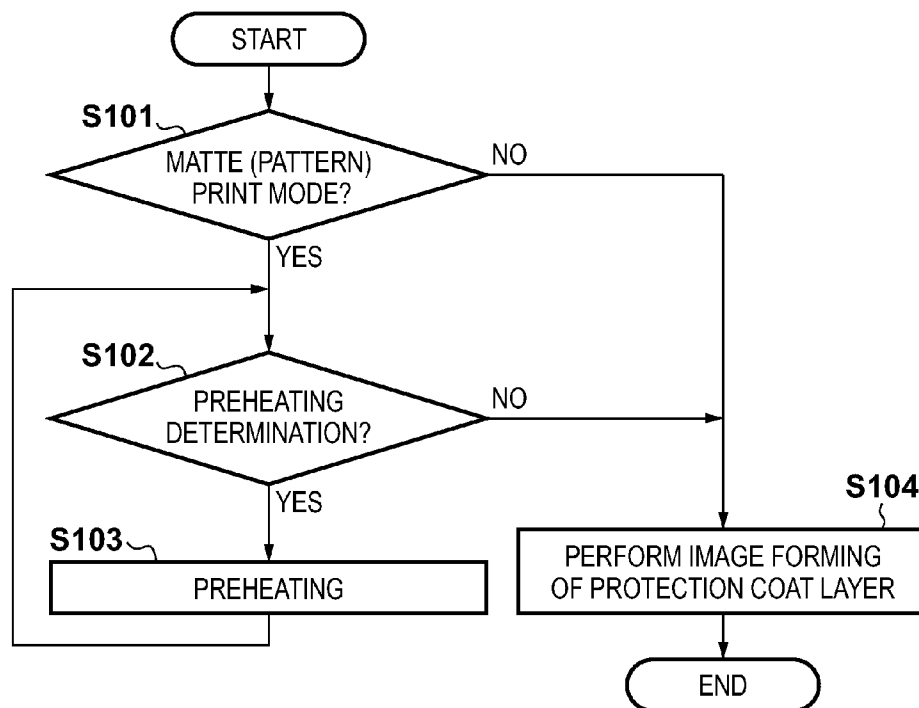 START
S101
MATTE (PATTERN)
PRINT MODE?
NO
YES
S102
PREHEATING
DETERMINATION?
NO
YES
S103
PREHEATING
S104
PERFORM IMAGE FORMING
OF PROTECTION COAT LAYER
END